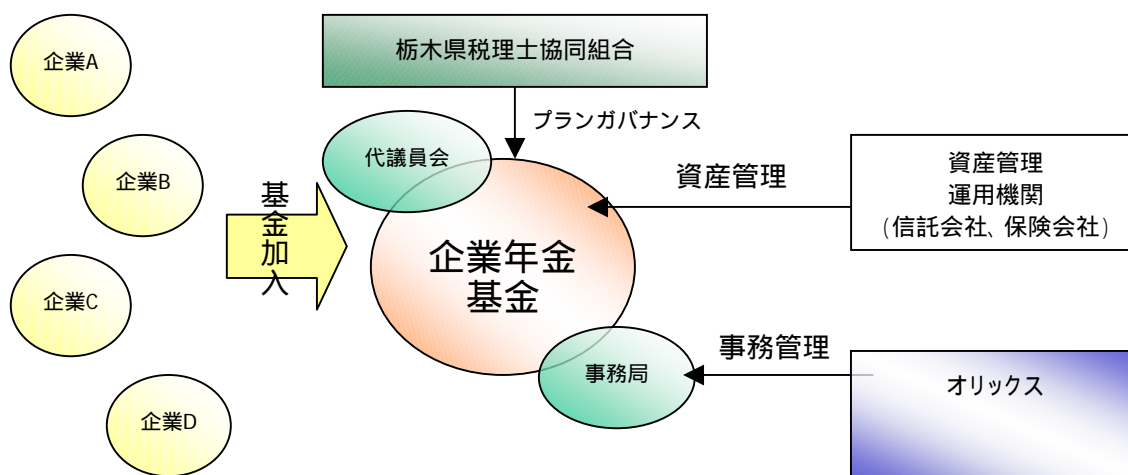 企業A
栃木県税理士協同組合
プランガバナンス
代議員会
企業B
資産管理
資産管理
運用機関
(信託会社、保険会社)
基金加入
企業年金
基金
企業C
事務管理
事務局
オリックス
企業D